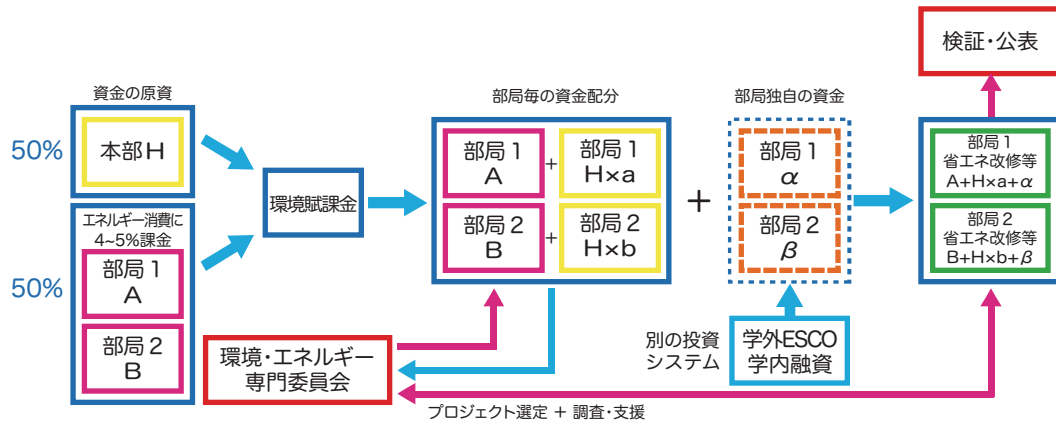 検証・公表
資金の原資
部局毎の資金配分
部局独自の資金
50%
本部H
環境賦課金
部局1
A
+
部局1
H×a
部局2
B
+
部局2
H×b
+
部局1
α
部局2
β
部局1
省エネ改修等
A+H×a+α
部局2
省エネ改修等
B+H×b+β
50%
エネルギー消費に
4~5%課金
部局1
A
部局2
B
環境・エネルギー
専門委員会
別の投資
システム
学外ESCO
学内融資
プロジェクト選定 + 調査・支援